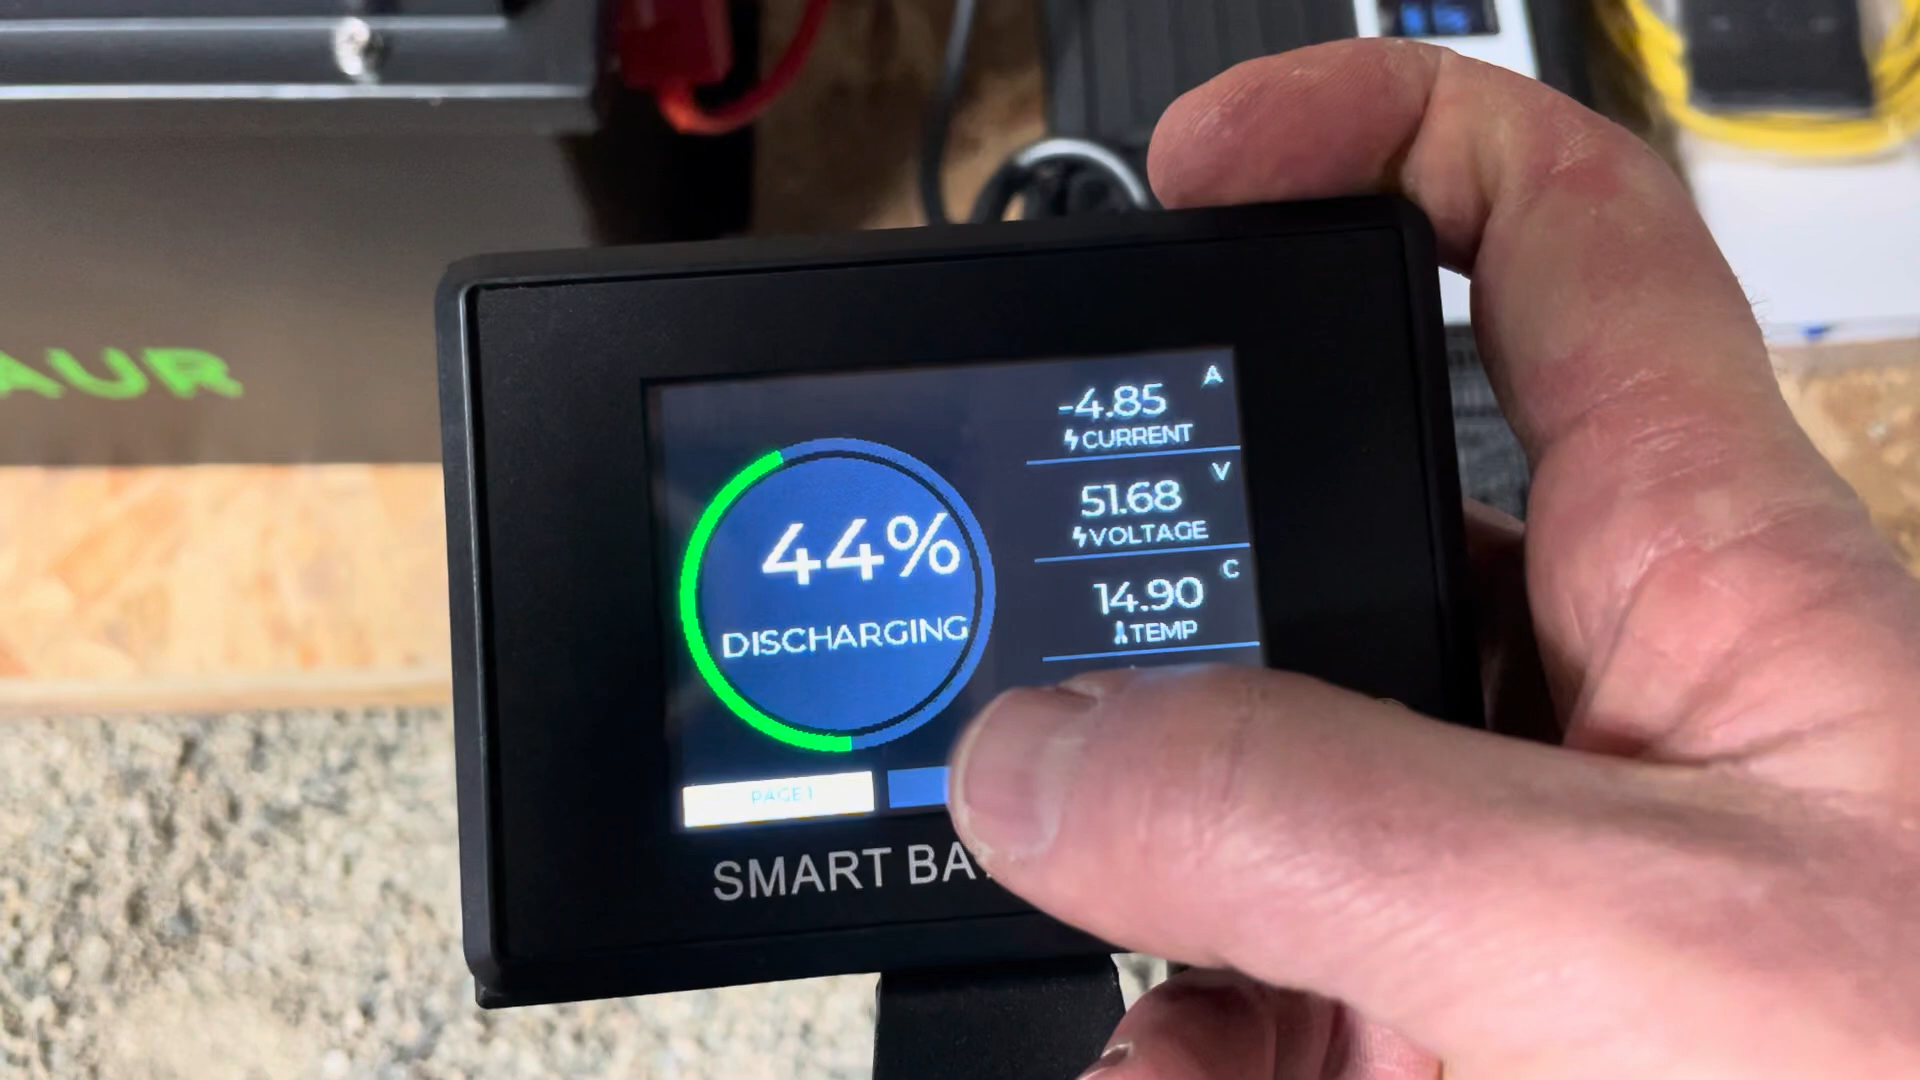 AUR
A
-4.85
CURRENT
V
51.68
VOLTAGE
C
14.90
TEMP
44%
DISCHARGING
PAGE 1
SMART BA